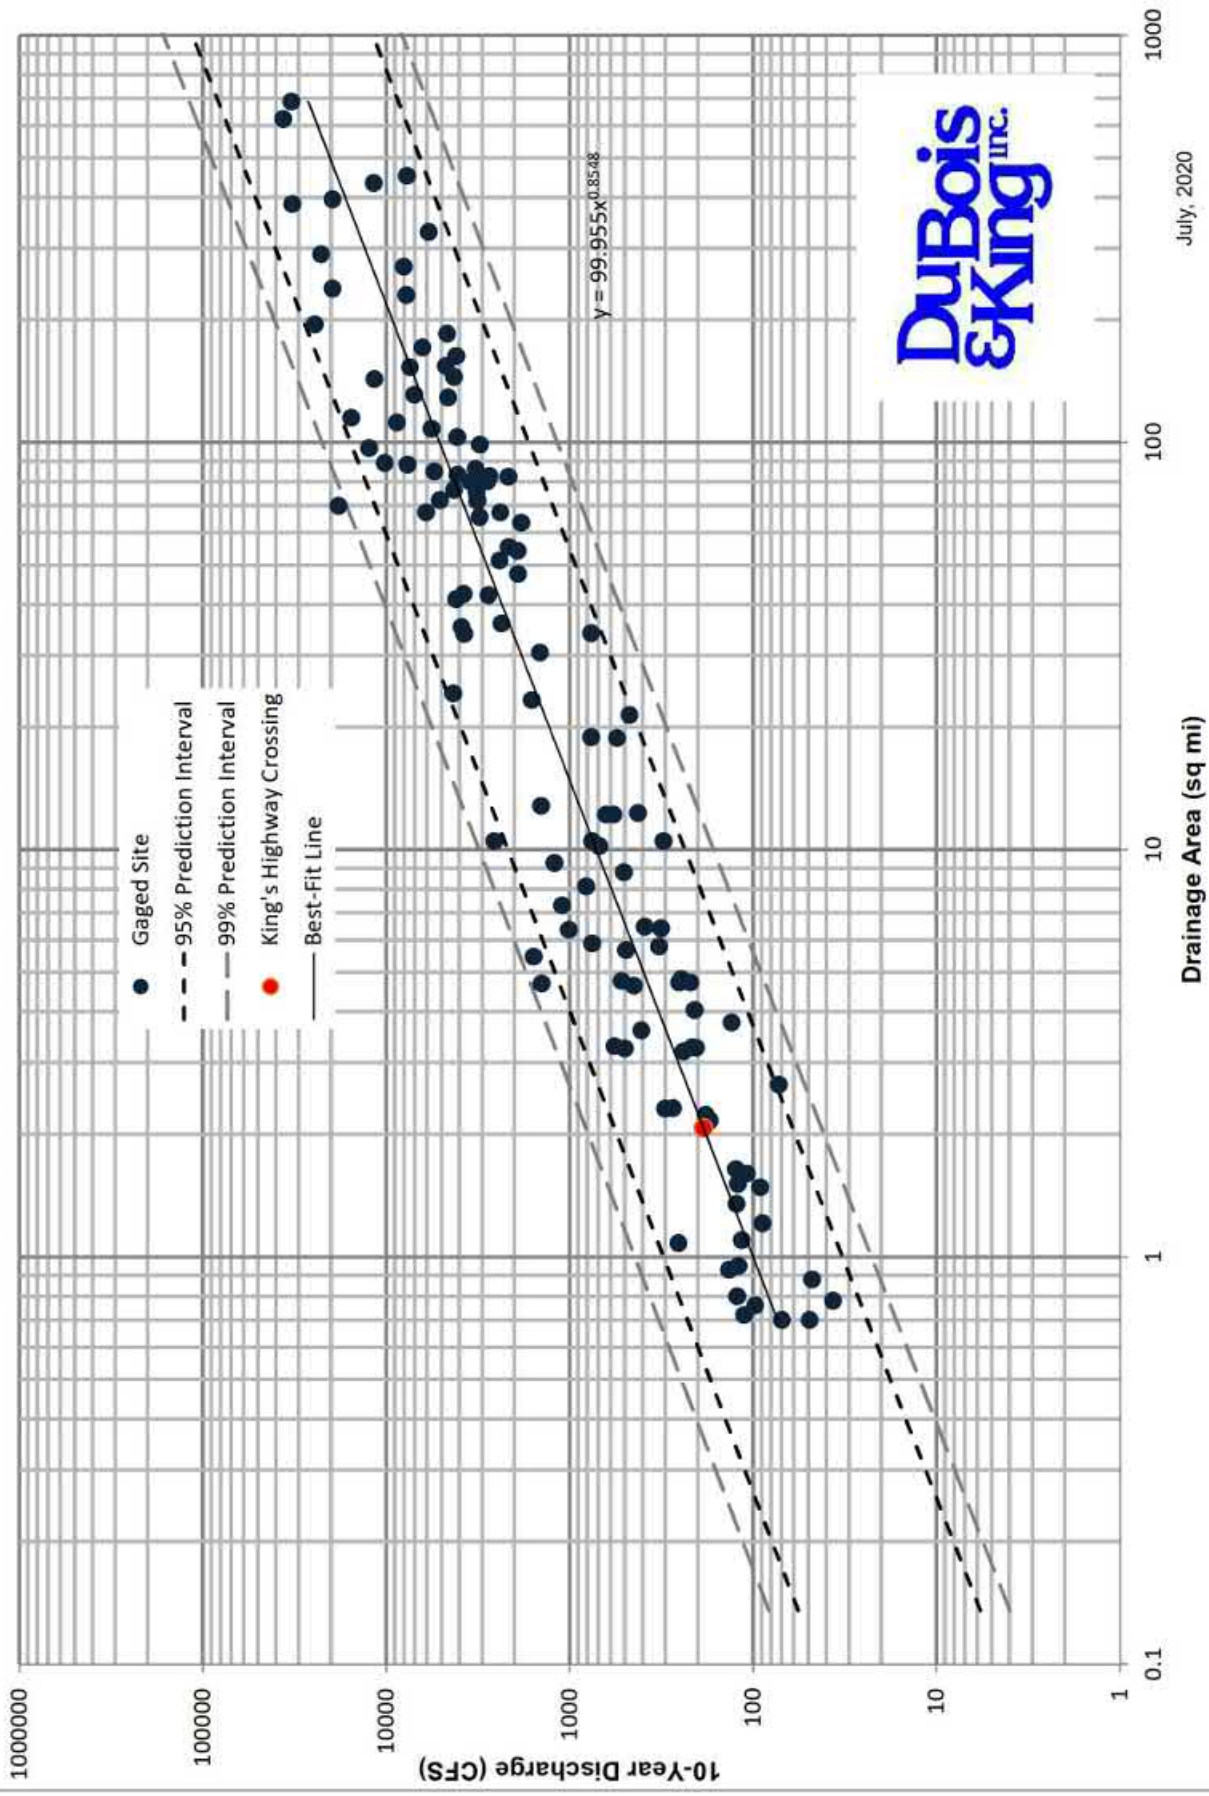 1000000
100000
10000
1000
100
10
1
10-Year Discharge (CFS)
Gaged Site
95% Prediction Interval
99% Prediction Interval
King's Highway Crossing
Best-Fit Line
y = 99.955x^0.8548
DuBois
&King inc.
0.1
1
10
100
1000
Drainage Area (sq mi)
July, 2020